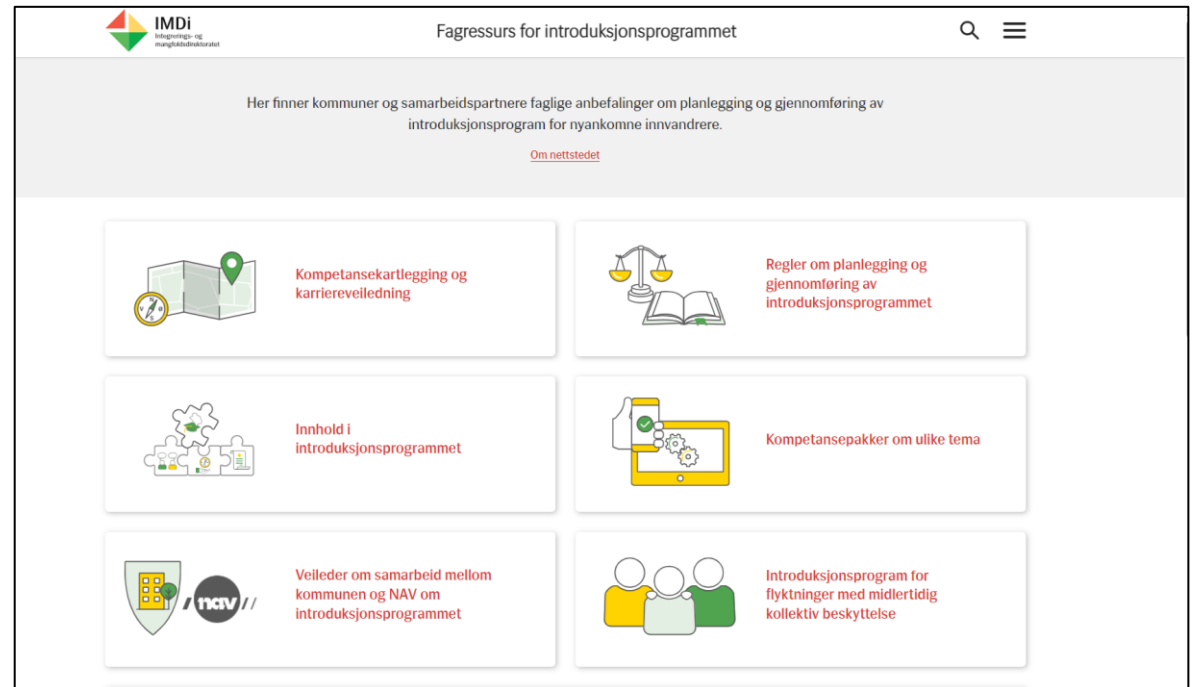 IMDi
Integrerings- og
mangfoldsdirektoratet
Fagressurs for introduksjonsprogrammet
Her finner kommuner og samarbeidspartnere faglige anbefalinger om planlegging og gjennomføring av
introduksjonsprogram for nyankomne innvandrere.
Om nettstedet
Kompetansekartlegging og
karriereveiledning
Regler om planlegging og
gjennomføring av
introduksjonsprogrammet
Innhold i
introduksjonsprogrammet
Kompetansepakker om ulike tema
nav
Veileder om samarbeid mellom
kommunen og NAV om
introduksjonsprogrammet
Introduksjonsprogram for
flyktninger med midlertidig
kollektiv beskyttelse